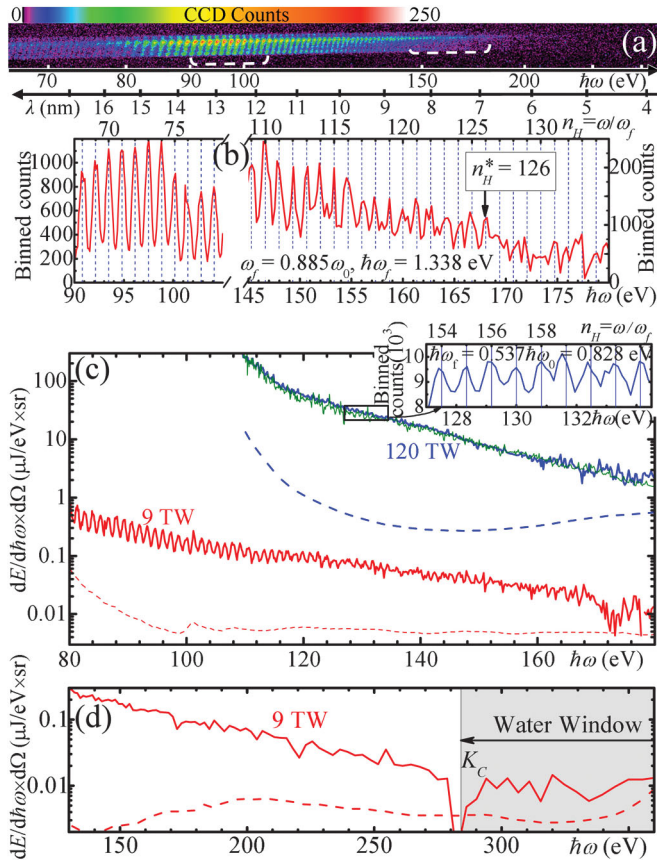 0 CCD Counts 250
(a)
70 80 90 100 150 200 ħω (eV)
λ (nm) 16 15 14 13 12 11 10 9 8 7 6 5 4
70 75 110 115 120 125 130 n_H=ω/ω_f
(b)
Binned counts
1000
800
600
400
200
0
n*_H = 126
200
100
0
Binned counts
ω_f = 0.885ω_0, ħω_f = 1.338 eV
90 95 100 145 150 155 160 165 170 175 ħω (eV)
154 156 158 n_H=ω/ω_f
Binned counts(10^3)
10
9
8
ħω_f = 0.537ħω_0 = 0.828 eV
128 130 132 ħω(eV)
(c)
dE/dħω×dΩ (μJ/eV×sr)
100
10
1
0.1
0.01
120 TW
9 TW
80 100 120 140 160 ħω (eV)
(d)
dE/dħω×dΩ (μJ/eV×sr)
0.1
0.01
9 TW
Water Window
K_C
150 200 250 300 ħω (eV)